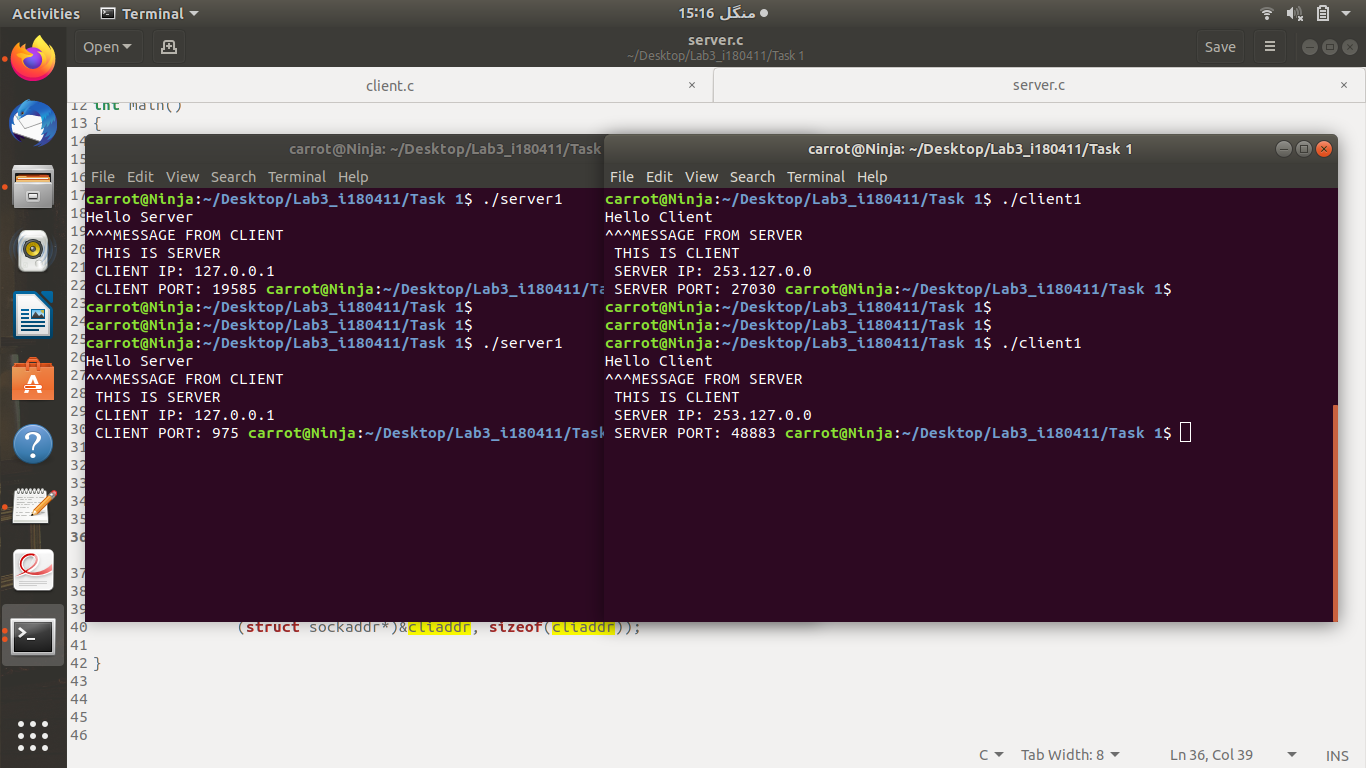 Activities Terminal منگل 15:16
Open server.c Save
~/Desktop/Lab3_i180411/Task 1
client.c × server.c ×
12 int main()
13 {
14
15
16
17
18
19
20
21
22
23
24
25
26
27
28
29
30
31
32
33
34
35
36
37
38
39
40 (struct sockaddr*)&cliaddr, sizeof(cliaddr));
41
42 }
43
44
45
46
carrot@Ninja: ~/Desktop/Lab3_i180411/Task
File Edit View Search Terminal Help
carrot@Ninja:~/Desktop/Lab3_i180411/Task 1$ ./server1
Hello Server
^^^MESSAGE FROM CLIENT
THIS IS SERVER
CLIENT IP: 127.0.0.1
CLIENT PORT: 19585 carrot@Ninja:~/Desktop/Lab3_i180411/Ta
carrot@Ninja:~/Desktop/Lab3_i180411/Task 1$
carrot@Ninja:~/Desktop/Lab3_i180411/Task 1$
carrot@Ninja:~/Desktop/Lab3_i180411/Task 1$ ./server1
Hello Server
^^^MESSAGE FROM CLIENT
THIS IS SERVER
CLIENT IP: 127.0.0.1
CLIENT PORT: 975 carrot@Ninja:~/Desktop/Lab3_i180411/Task
carrot@Ninja: ~/Desktop/Lab3_i180411/Task 1
File Edit View Search Terminal Help
carrot@Ninja:~/Desktop/Lab3_i180411/Task 1$ ./client1
Hello Client
^^^MESSAGE FROM SERVER
THIS IS CLIENT
SERVER IP: 253.127.0.0
SERVER PORT: 27030 carrot@Ninja:~/Desktop/Lab3_i180411/Task 1$
carrot@Ninja:~/Desktop/Lab3_i180411/Task 1$
carrot@Ninja:~/Desktop/Lab3_i180411/Task 1$
carrot@Ninja:~/Desktop/Lab3_i180411/Task 1$ ./client1
Hello Client
^^^MESSAGE FROM SERVER
THIS IS CLIENT
SERVER IP: 253.127.0.0
SERVER PORT: 48883 carrot@Ninja:~/Desktop/Lab3_i180411/Task 1$
C Tab Width: 8 Ln 36, Col 39 INS